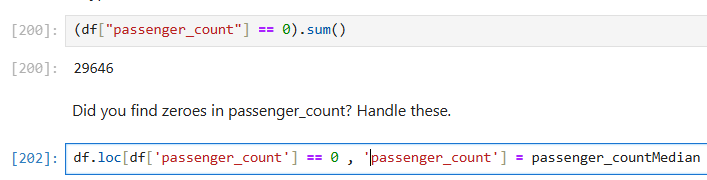 [200]: (df["passenger_count"] == 0).sum()
[200]: 29646
Did you find zeroes in passenger_count? Handle these.
[202]: df.loc[df['passenger_count'] == 0 , 'passenger_count'] = passenger_countMedian